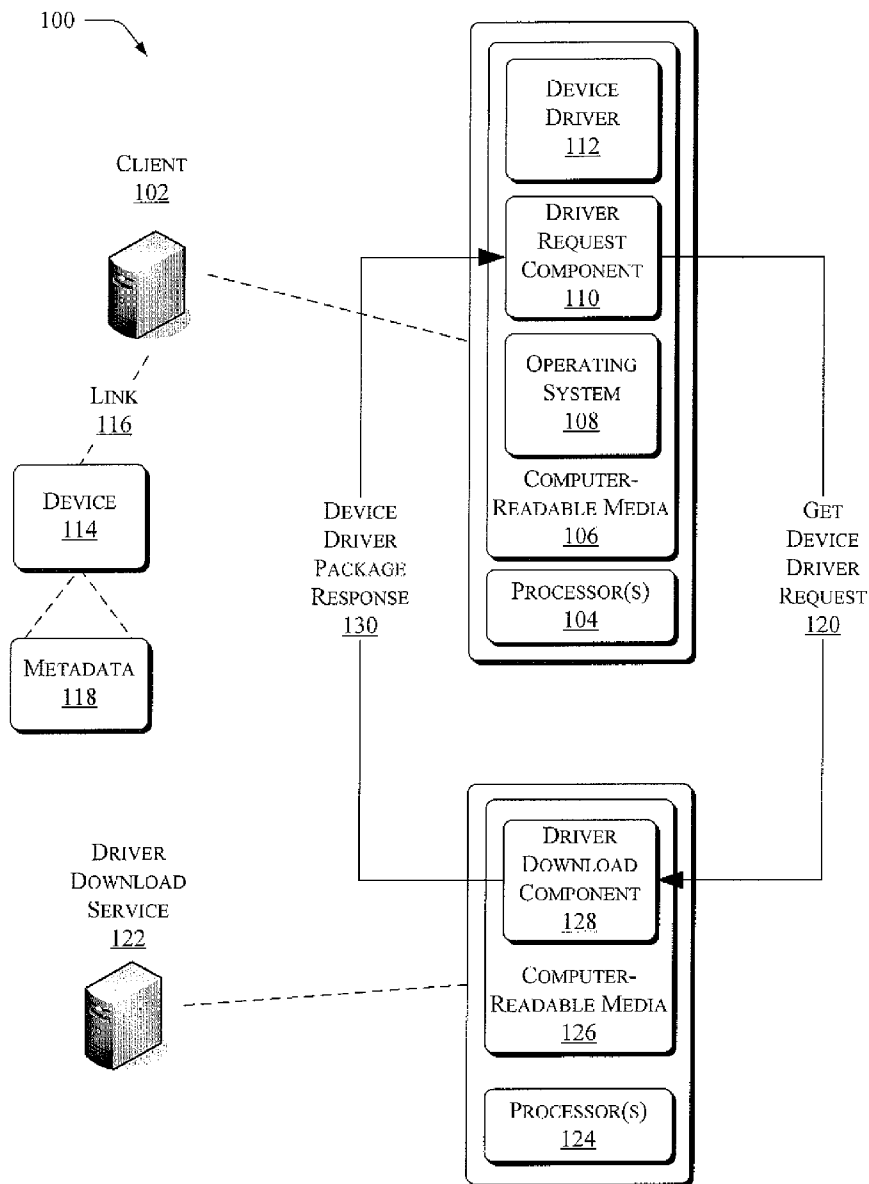 100
CLIENT
102
LINK
116
DEVICE
114
METADATA
118
DEVICE
DRIVER
112
DRIVER
REQUEST
COMPONENT
110
OPERATING
SYSTEM
108
COMPUTER-
READABLE MEDIA
106
PROCESSOR(S)
104
DEVICE
DRIVER
PACKAGE
RESPONSE
130
GET
DEVICE
DRIVER
REQUEST
120
DRIVER
DOWNLOAD
SERVICE
122
DRIVER
DOWNLOAD
COMPONENT
128
COMPUTER-
READABLE MEDIA
126
PROCESSOR(S)
124